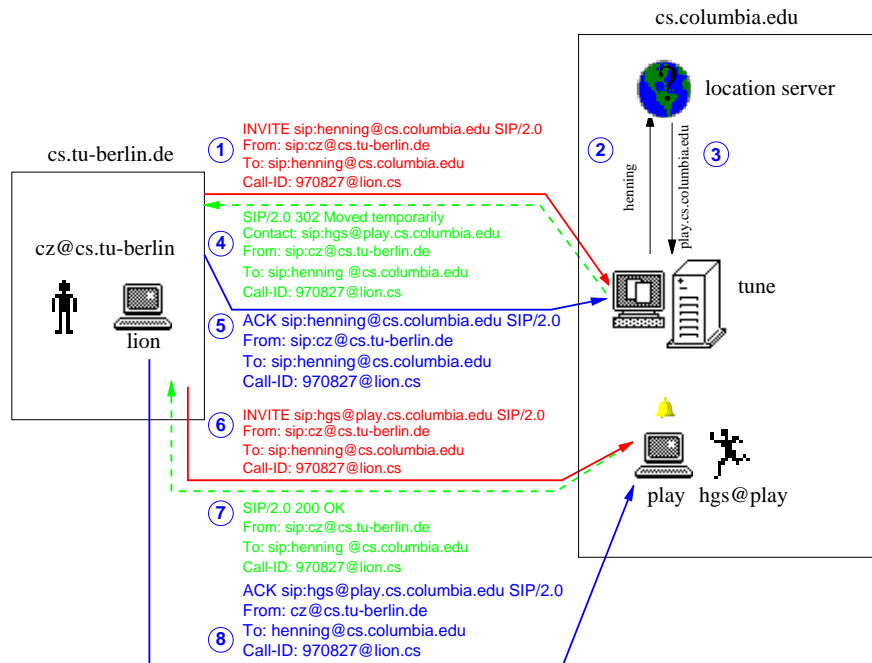 cs.columbia.edu
location server
cs.tu-berlin.de
1
INVITE sip:henning@cs.columbia.edu SIP/2.0
From: sip:cz@cs.tu-berlin.de
To: sip:henning@cs.columbia.edu
Call-ID: 970827@lion.cs
2
3
henning
play.cs.columbia.edu
cz@cs.tu-berlin
4
SIP/2.0 302 Moved temporarily
Contact: sip:hgs@play.cs.columbia.edu
From: sip:cz@cs.tu-berlin.de
To: sip:henning @cs.columbia.edu
Call-ID: 970827@lion.cs
tune
lion
5
ACK sip:henning@cs.columbia.edu SIP/2.0
From: sip:cz@cs.tu-berlin.de
To: sip:henning@cs.columbia.edu
Call-ID: 970827@lion.cs
6
INVITE sip:hgs@play.cs.columbia.edu SIP/2.0
From: sip:cz@cs.tu-berlin.de
To: sip:henning@cs.columbia.edu
Call-ID: 970827@lion.cs
play
hgs@play
7
SIP/2.0 200 OK
From: sip:cz@cs.tu-berlin.de
To: sip:henning @cs.columbia.edu
Call-ID: 970827@lion.cs
8
ACK sip:hgs@play.cs.columbia.edu SIP/2.0
From: cz@cs.tu-berlin.de
To: henning@cs.columbia.edu
Call-ID: 970827@lion.cs